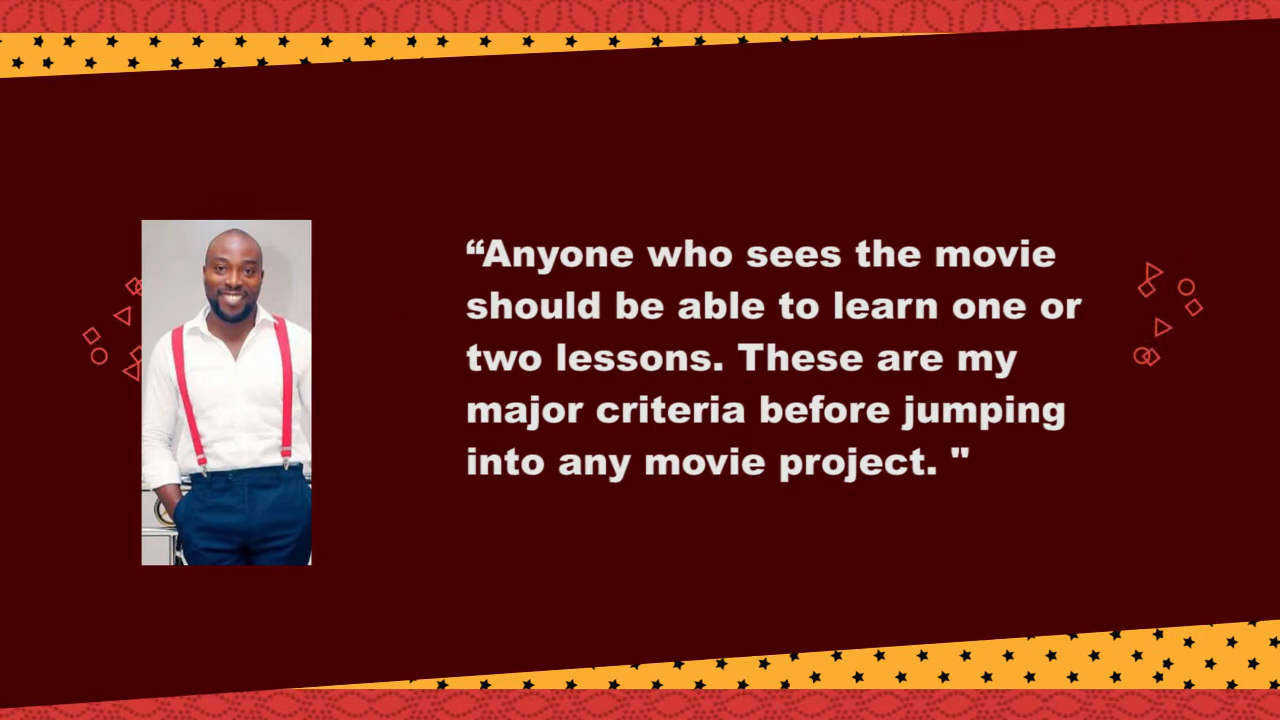 “Anyone who sees the movie
should be able to learn one or
two lessons. These are my
major criteria before jumping
into any movie project. "